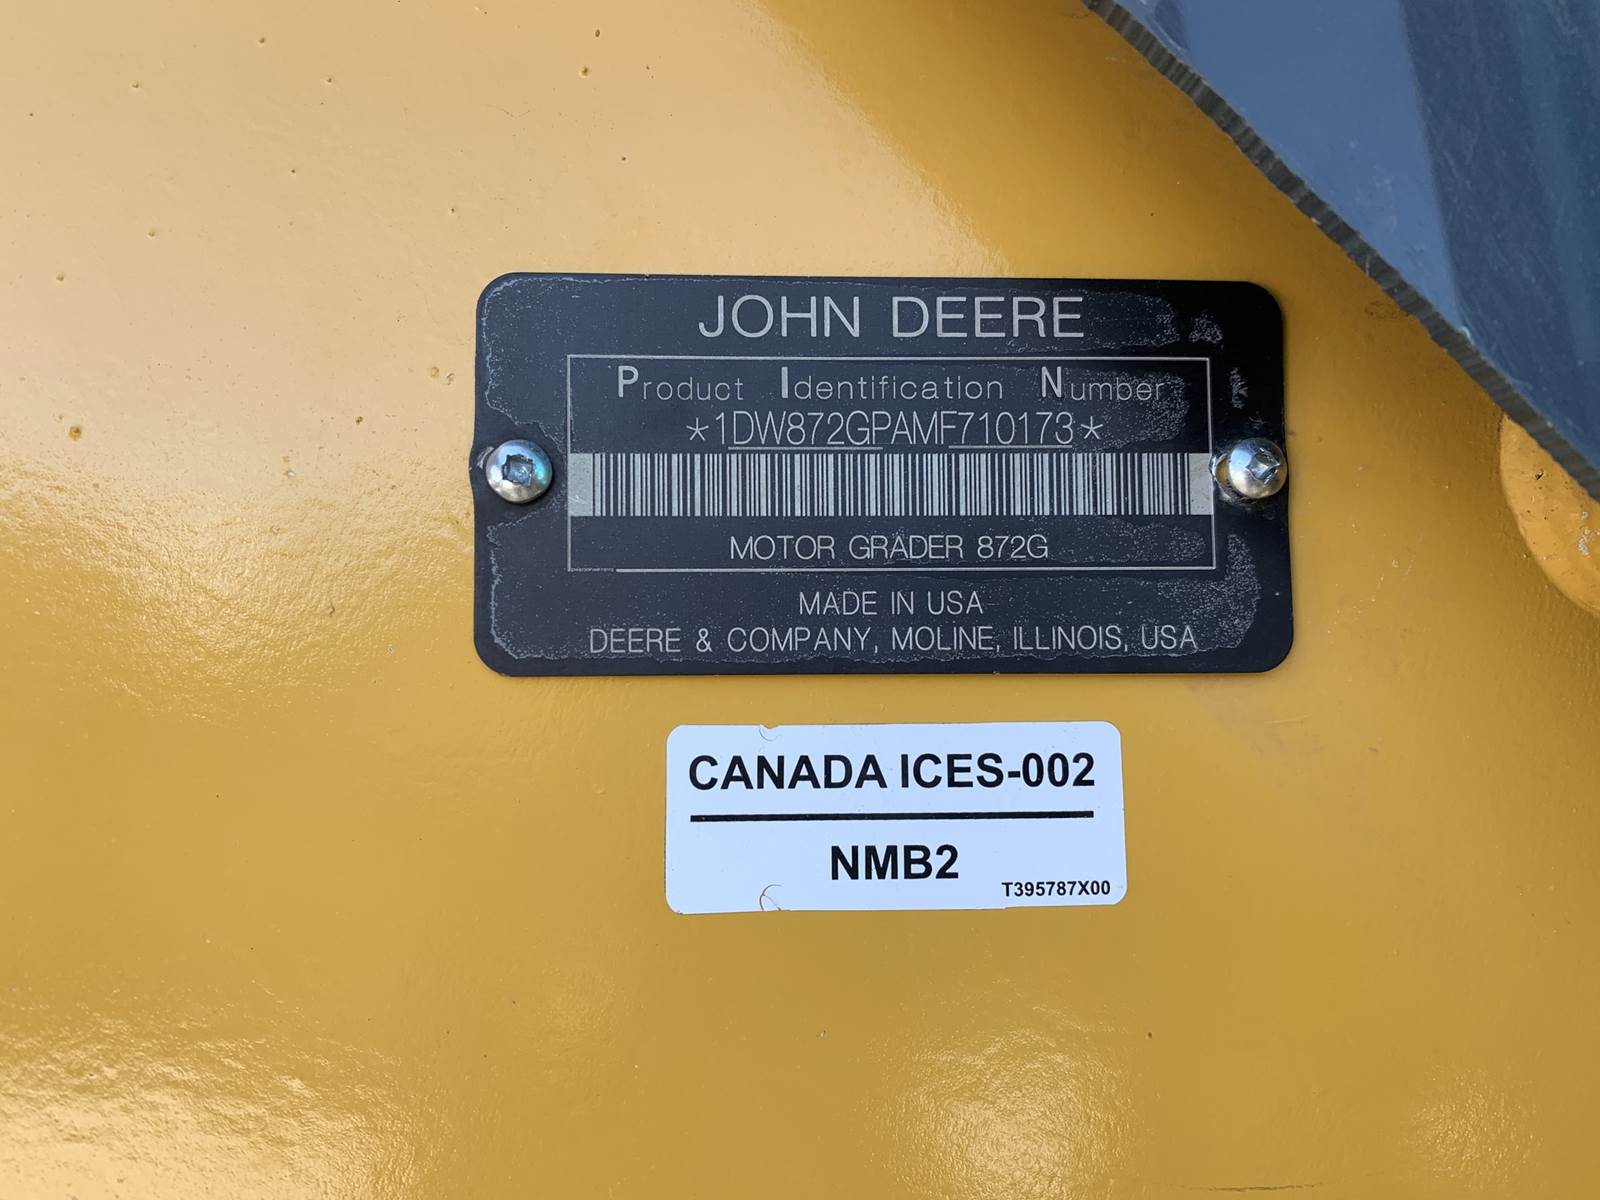 JOHN DEERE
Product Identification Number
*1DW872GPAMF710173*
MOTOR GRADER 872G
MADE IN USA
DEERE & COMPANY, MOLINE, ILLINOIS, USA
CANADA ICES-002
NMB2
T395787X00